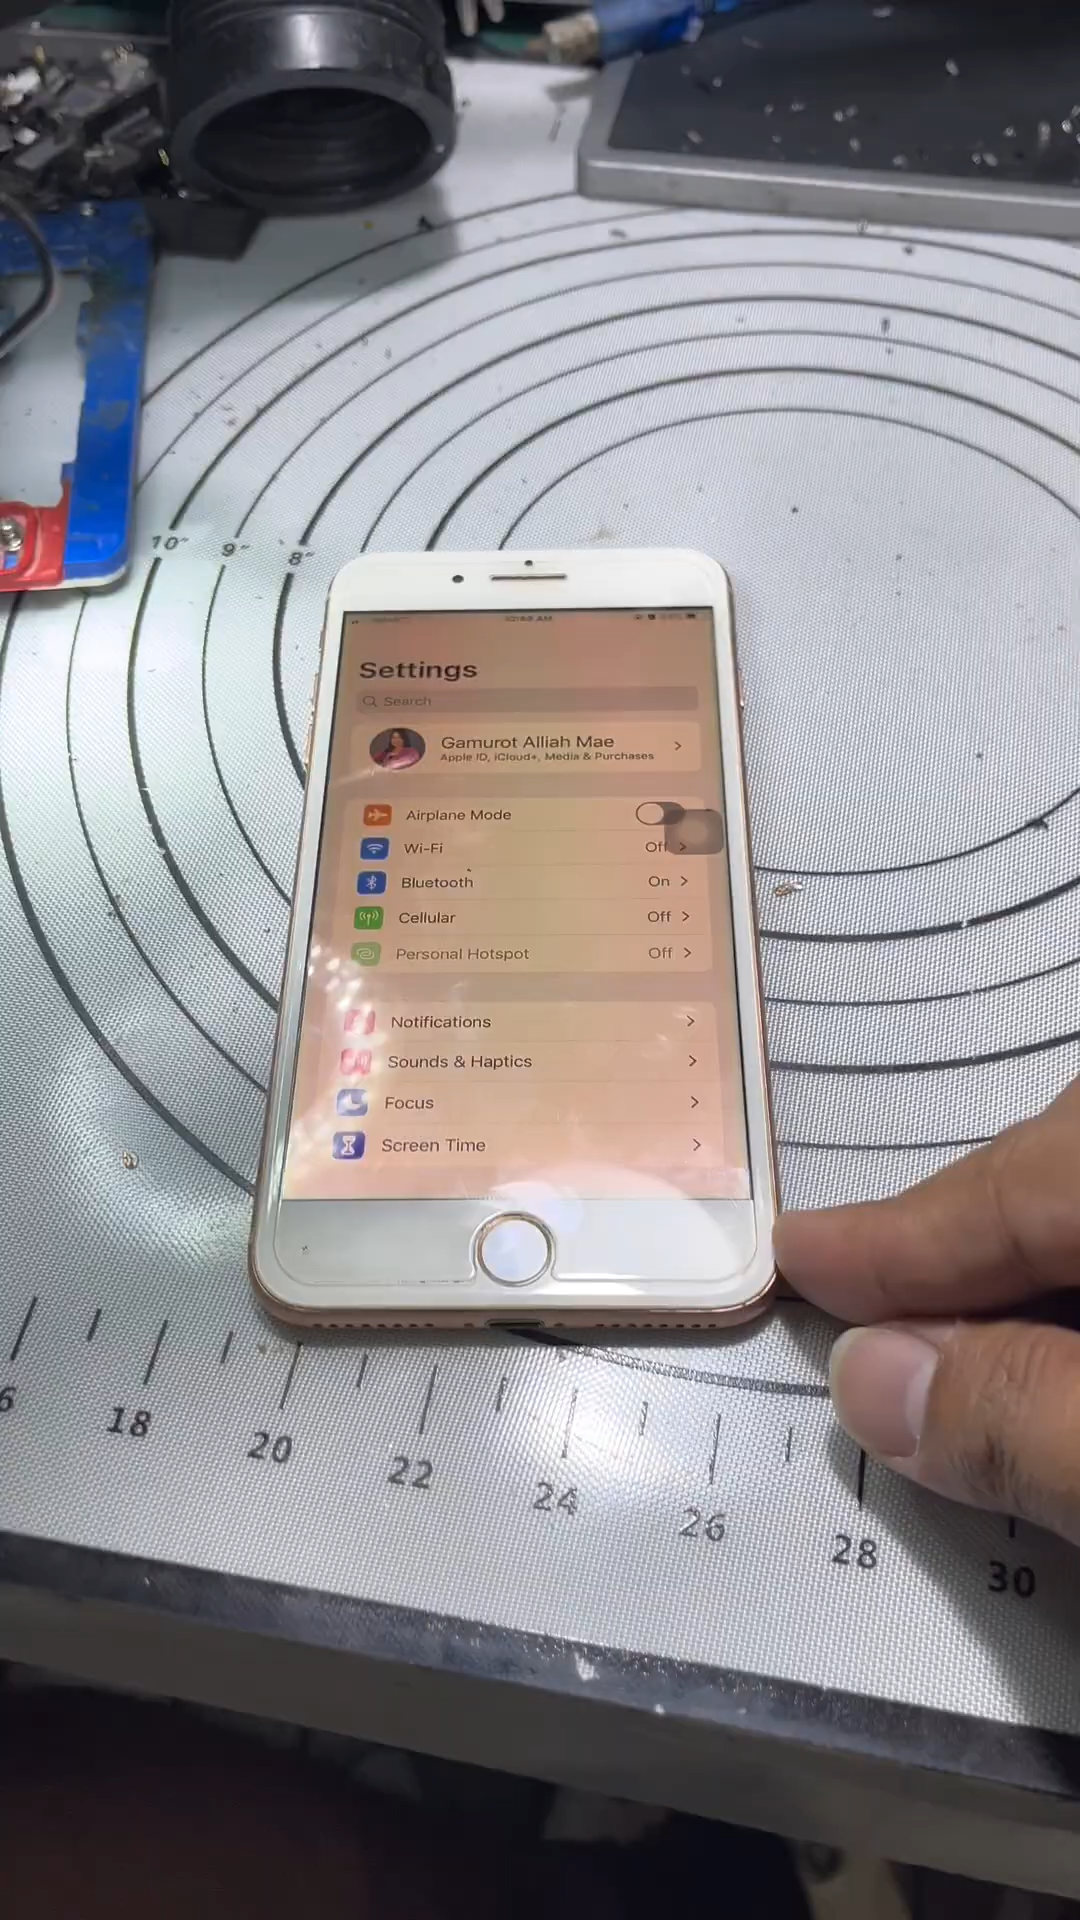 10"
9"
8"
Settings
Search
Gamurot Alliah Mae
Apple ID, iCloud+, Media & Purchases
Airplane Mode
Wi-Fi
Off
Bluetooth
On
Cellular
Off
Personal Hotspot
Off
Notifications
Sounds & Haptics
Focus
Screen Time
6
18
20
22
24
26
28
30